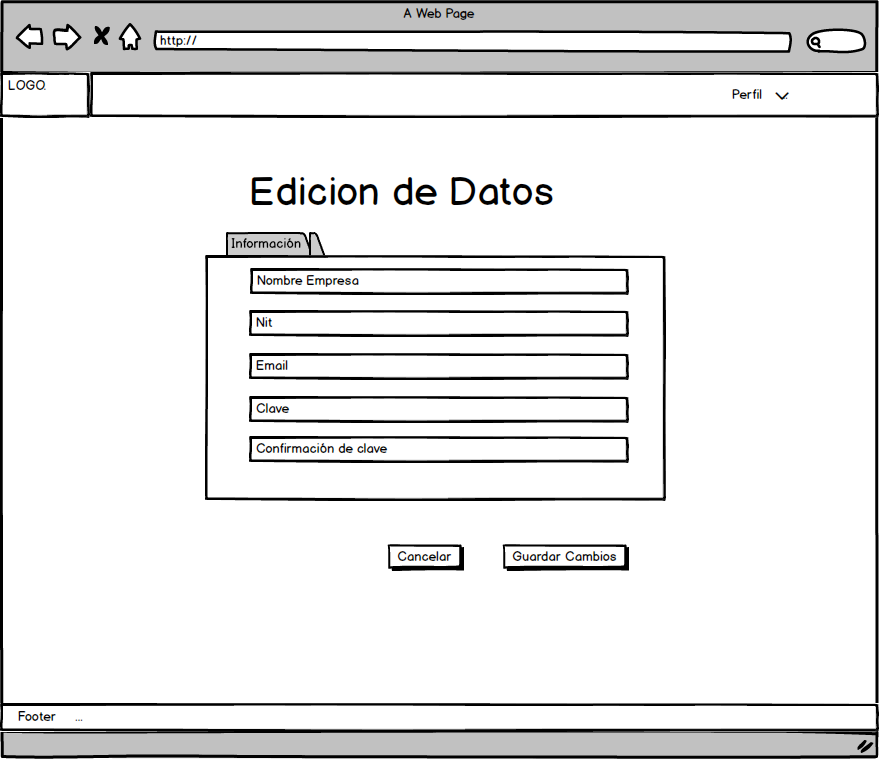 A Web Page
http://
LOGO.
Perfil
Edicion de Datos
Información
Nombre Empresa
Nit
Email
Clave
Confirmación de clave
Cancelar
Guardar Cambios
Footer ...